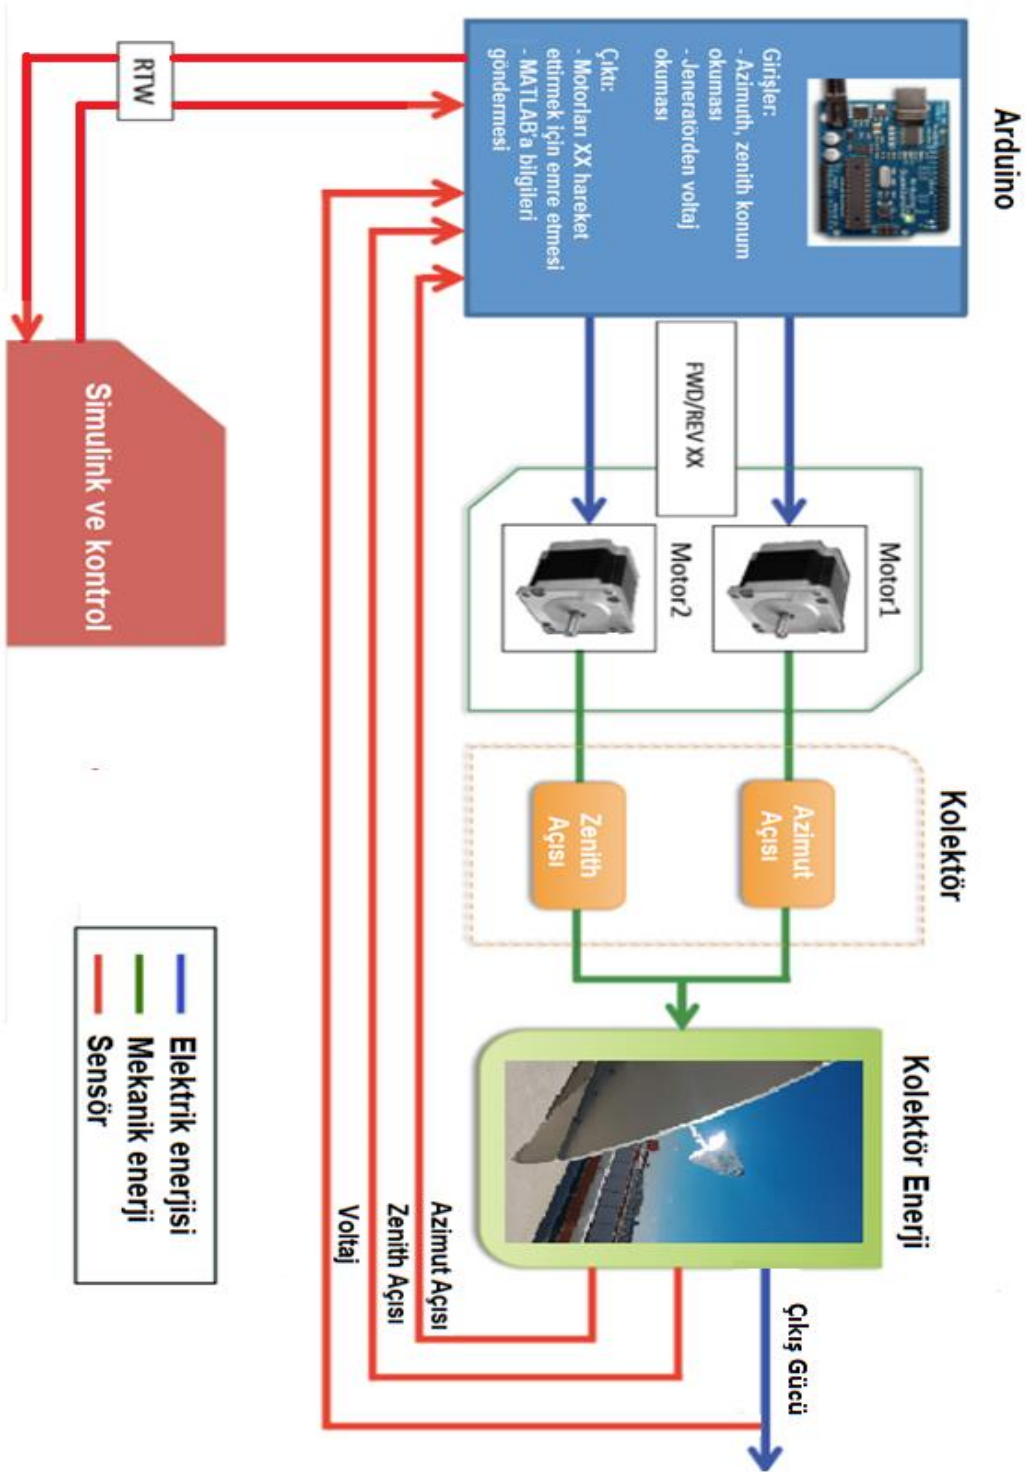 Arduino
Girişler:
- Azimuth, zenith konum
okuması
- Jeneratörden voltaj
okuması
Çıktı:
- Motorları XX hareket
ettirmek için emre etmesi
- MATLAB'a bilgileri
göndermesi
RTW
FWD/REV XX
Motor1
Motor2
Kolektör
Azimut
Açısı
Zenith
Açısı
Kolektör Enerji
Çıkış Gücü
Azimut Açısı
Zenith Açısı
Voltaj
Simulink ve kontrol
Elektrik enerjisi
Mekanik enerji
Sensör